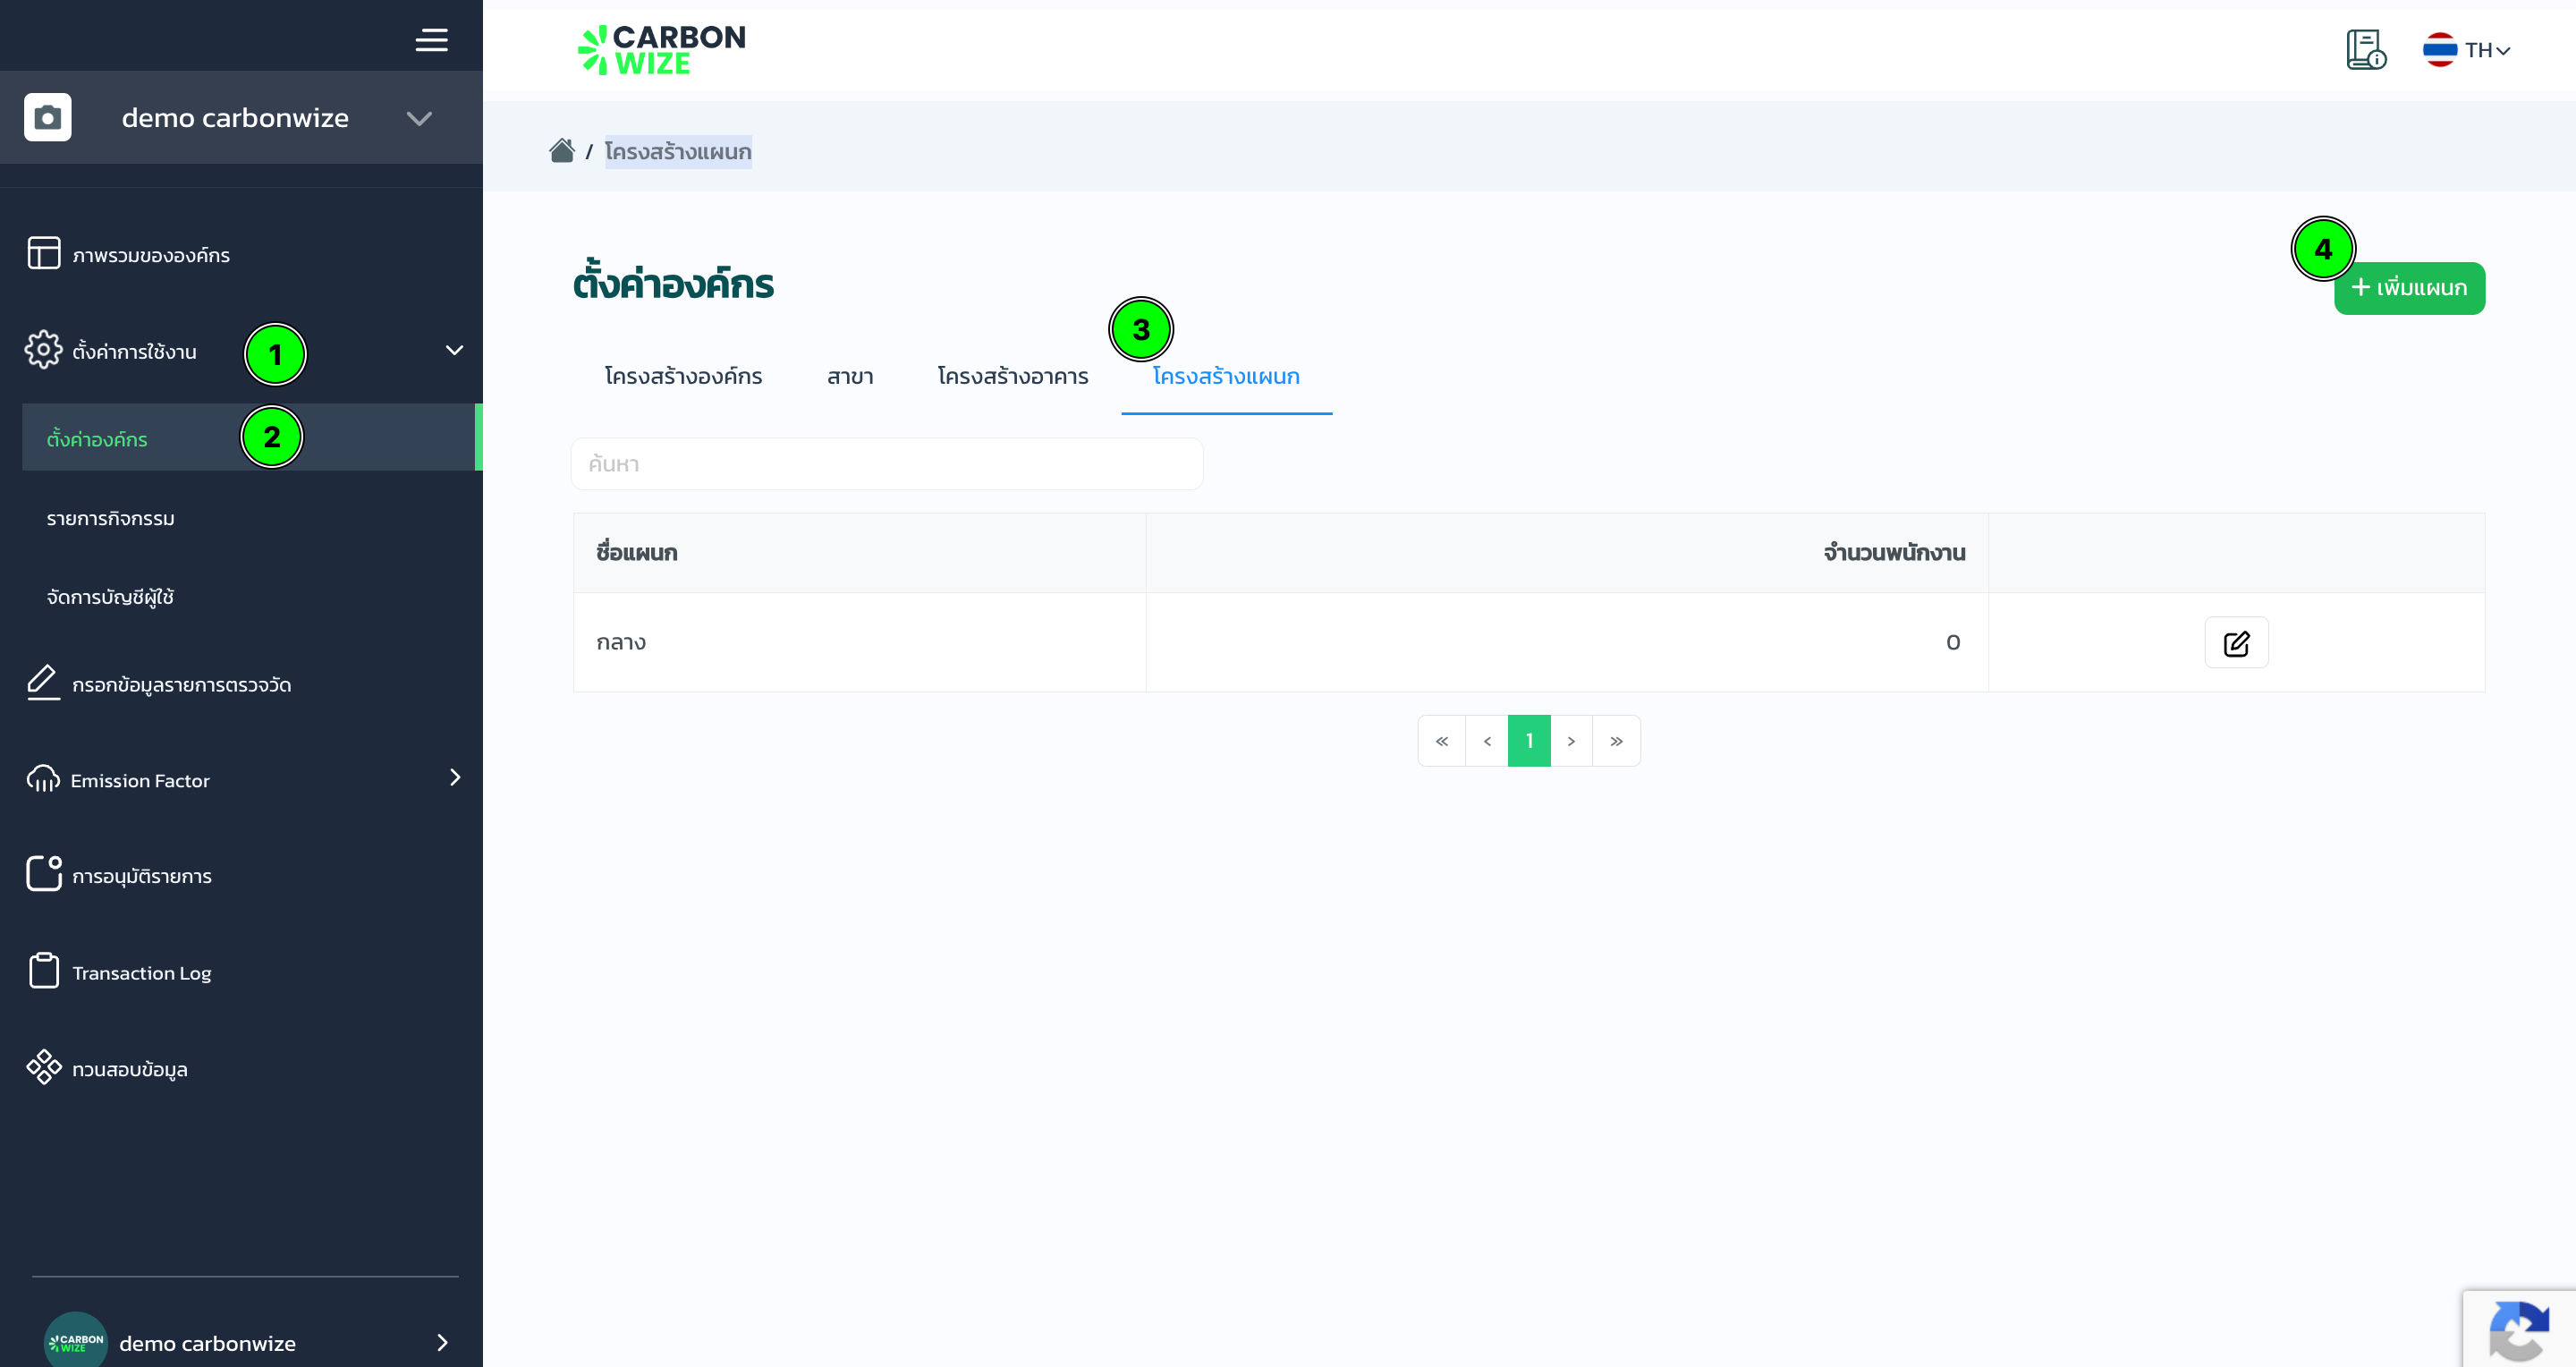 demo carbonwize
ภาพรวมขององค์กร
ตั้งค่าการใช้งาน
1
ตั้งค่าองค์กร
2
รายการกิจกรรม
จัดการบัญชีผู้ใช้
กรอกข้อมูลรายการตรวจวัด
Emission Factor
การอนุมัติรายการ
Transaction Log
ทวนสอบข้อมูล
CARBON
WIZE
demo carbonwize
CARBON
WIZE
TH
/ โครงสร้างแผนก
ตั้งค่าองค์กร
4
+ เพิ่มแผนก
3
โครงสร้างองค์กร สาขา โครงสร้างอาคาร โครงสร้างแผนก
ค้นหา
ชื่อแผนก จำนวนพนักงาน
กลาง 0
« ‹ 1 › »